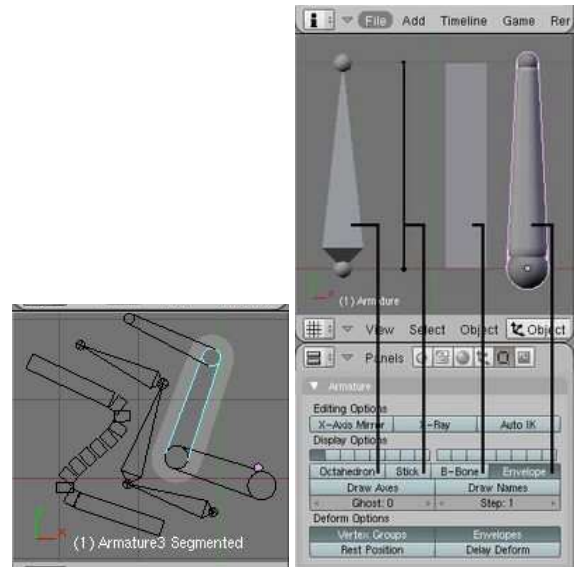 File Add Timeline Game Rer
(1) Armature
View Select Object Object
Panels
Armature
Editing Options
X-Axis Mirror X-Ray Auto IK
Display Options
Octahedron Stick B-Bone Envelope
Draw Axes Draw Names
Ghost: 0 Step: 1
Deform Options
Vertex Groups Envelopes
Rest Position Delay Deform
(1) Armature3 Segmented